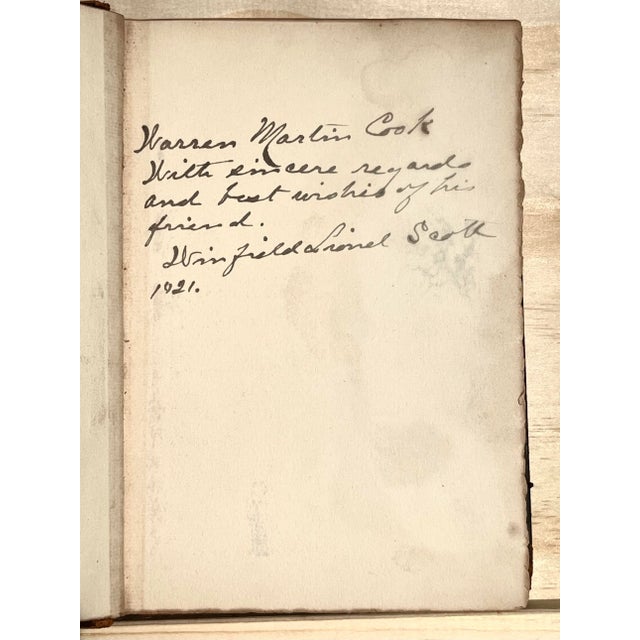 Warren Martin Cook
With sincere regards
and best wishes of his
friend.
Winfield Lionel Scott
1921.